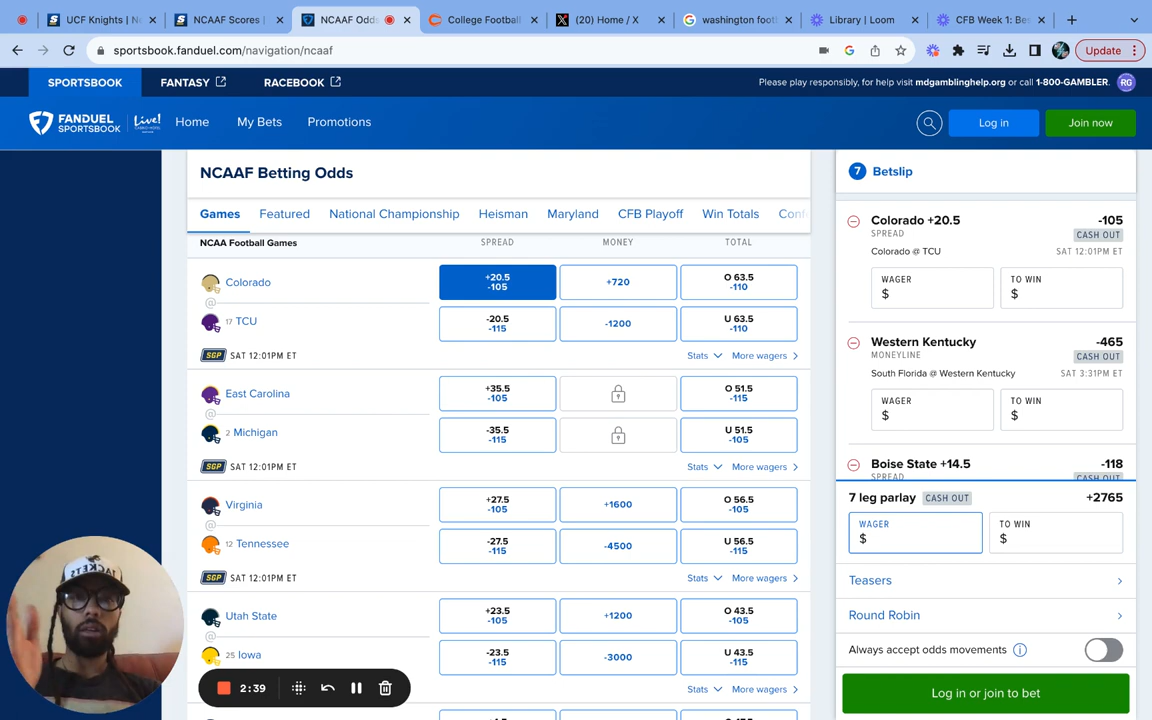 UCF Knights | N
NCAAF Scores |
NCAAF Odds
College Football
(20) Home / X
washington footb
Library | Loom
CFB Week 1: Bes
sportsbook.fanduel.com/navigation/ncaaf
Update
SPORTSBOOK
FANTASY
RACEBOOK
Please play responsibly, for help visit mdgamblinghelp.org or call 1-800-GAMBLER.
RG
FANDUEL
SPORTSBOOK
Live!
Home
My Bets
Promotions
Log in
Join now
NCAAF Betting Odds
Games
Featured
National Championship
Heisman
Maryland
CFB Playoff
Win Totals
Conf
NCAA Football Games
SPREAD
MONEY
TOTAL
Colorado
+20.5
-105
+720
O 63.5
-110
@
17 TCU
-20.5
-115
-1200
U 63.5
-110
SGP SAT 12:01PM ET
Stats
More wagers
East Carolina
+35.5
-105
O 51.5
-115
@
2 Michigan
-35.5
-115
U 51.5
-105
SGP SAT 12:01PM ET
Stats
More wagers
Virginia
+27.5
-105
+1600
O 56.5
-105
@
12 Tennessee
-27.5
-115
-4500
U 56.5
-115
SGP SAT 12:01PM ET
Stats
More wagers
Utah State
+23.5
-105
+1200
O 43.5
-105
@
25 Iowa
-23.5
-115
-3000
U 43.5
-115
Stats
More wagers
2:39
JACKETS
7 Betslip
Colorado +20.5
-105
SPREAD
CASH OUT
Colorado @ TCU
SAT 12:01PM ET
WAGER
$
TO WIN
$
Western Kentucky
-465
MONEYLINE
CASH OUT
South Florida @ Western Kentucky
SAT 3:31PM ET
WAGER
$
TO WIN
$
Boise State +14.5
-118
SPREAD
CASH OUT
7 leg parlay CASH OUT
+2765
WAGER
$
TO WIN
$
Teasers
Round Robin
Always accept odds movements
Log in or join to bet